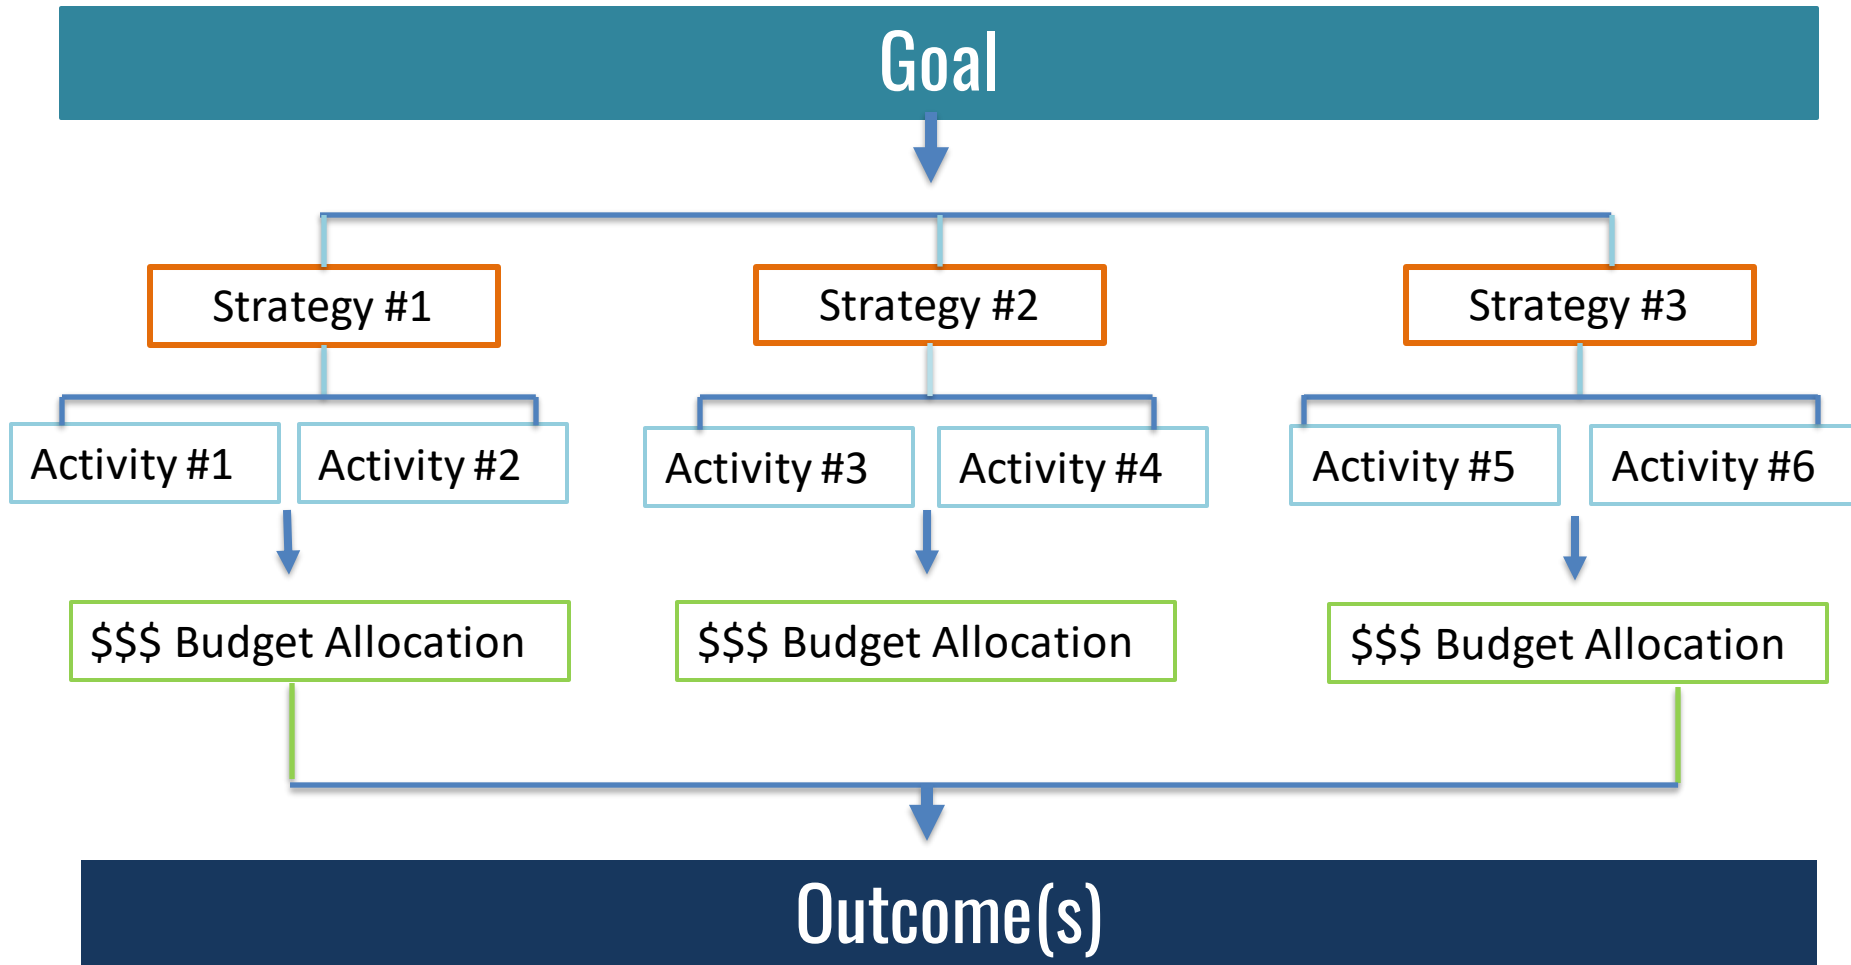 Goal
Strategy #1
Strategy #2
Strategy #3
Activity #1
Activity #2
Activity #3
Activity #4
Activity #5
Activity #6
$$$ Budget Allocation
$$$ Budget Allocation
$$$ Budget Allocation
Outcome(s)